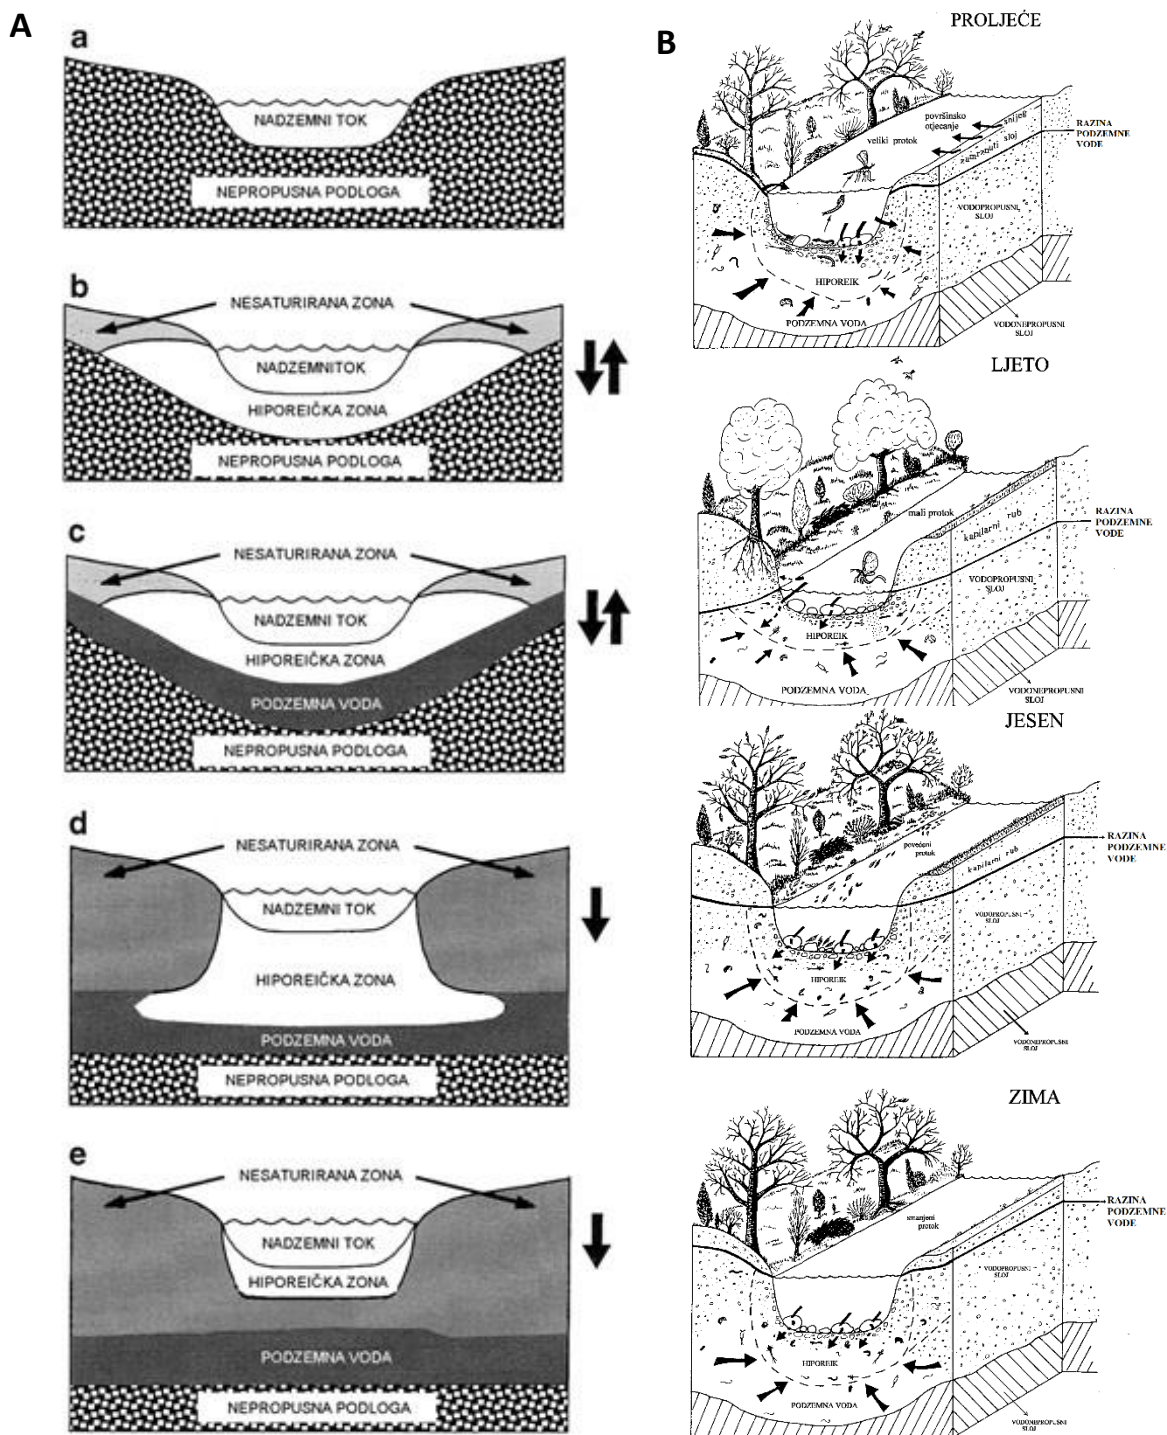 A
a
NADZEMNI TOK
NEPROPUSNA PODLOGA
b
NESATURIRANA ZONA
NADZEMNITOK
HIPOREIČKA ZONA
NEPROPUSNA PODLOGA
c
NESATURIRANA ZONA
NADZEMNI TOK
HIPOREIČKA ZONA
PODZEMNA VODA
NEPROPUSNA PODLOGA
d
NESATURIRANA ZONA
NADZEMNI TOK
HIPOREIČKA ZONA
PODZEMNA VODA
NEPROPUSNA PODLOGA
e
NESATURIRANA ZONA
NADZEMNI TOK
HIPOREIČKA ZONA
PODZEMNA VODA
NEPROPUSNA PODLOGA
B
PROLJEĆE
površinsko
otjecanje
veliki protok
snijeg
zamrznuti sloj
RAZINA
PODZEMNE
VODE
VODOPROPUSNI
SLOJ
HIPOREIK
PODZEMNA VODA
VODONEPROPUSNI
SLOJ
LJETO
mali protok
kapilarni rub
RAZINA
PODZEMNE
VODE
VODOPROPUSNI
SLOJ
HIPOREIK
PODZEMNA VODA
VODONEPROPUSNI
SLOJ
JESEN
povećeni
protok
kapilarni rub
RAZINA
PODZEMNE
VODE
VODOPROPUSNI
SLOJ
HIPOREIK
PODZEMNA VODA
VODONEPROPUSNI
SLOJ
ZIMA
smanjeni
protok
RAZINA
PODZEMNE
VODE
VODOPROPUSNI
SLOJ
HIPOREIK
PODZEMNA VODA
VODONEPROPUSNI
SLOJ